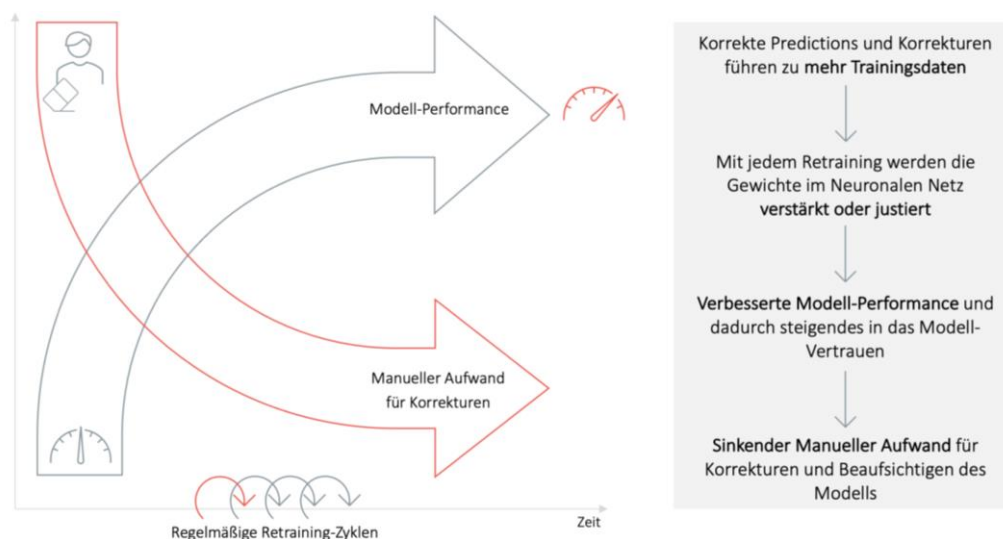 Modell-Performance
Manueller Aufwand
für Korrekturen
Regelmäßige Retraining-Zyklen
Zeit
Korrekte Predictions und Korrekturen
führen zu mehr Trainingsdaten
Mit jedem Retraining werden die
Gewichte im Neuronalen Netz
verstärkt oder justiert
Verbesserte Modell-Performance und
dadurch steigendes in das Modell-
Vertrauen
Sinkender Manueller Aufwand für
Korrekturen und Beaufsichtigen des
Modells